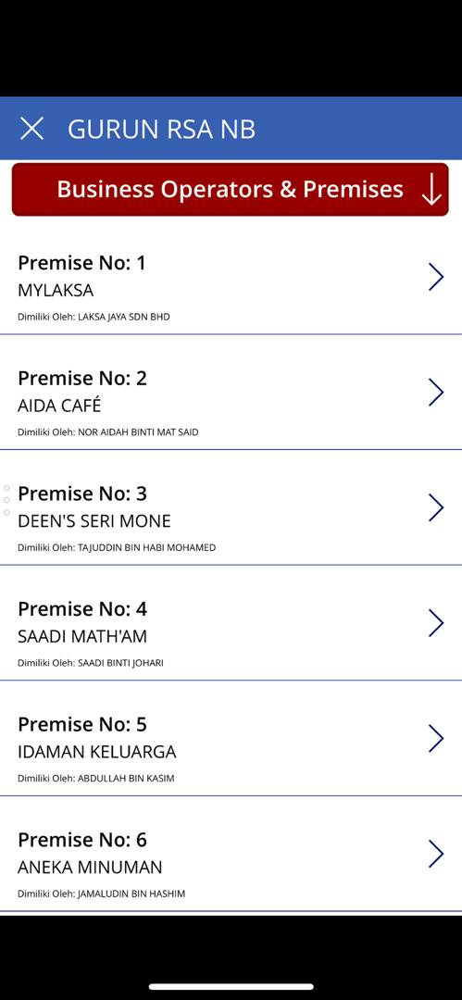 GURUN RSA NB
Business Operators & Premises
Premise No: 1
MYLAKSA
Dimiliki Oleh: LAKSA JAYA SDN BHD
Premise No: 2
AIDA CAFÉ
Dimiliki Oleh: NOR AIDAH BINTI MAT SAID
Premise No: 3
DEEN'S SERI MONE
Dimiliki Oleh: TAJUDDIN BIN HABI MOHAMED
Premise No: 4
SAADI MATH'AM
Dimiliki Oleh: SAADI BINTI JOHARI
Premise No: 5
IDAMAN KELUARGA
Dimiliki Oleh: ABDULLAH BIN KASIM
Premise No: 6
ANEKA MINUMAN
Dimiliki Oleh: JAMALUDIN BIN HASHIM